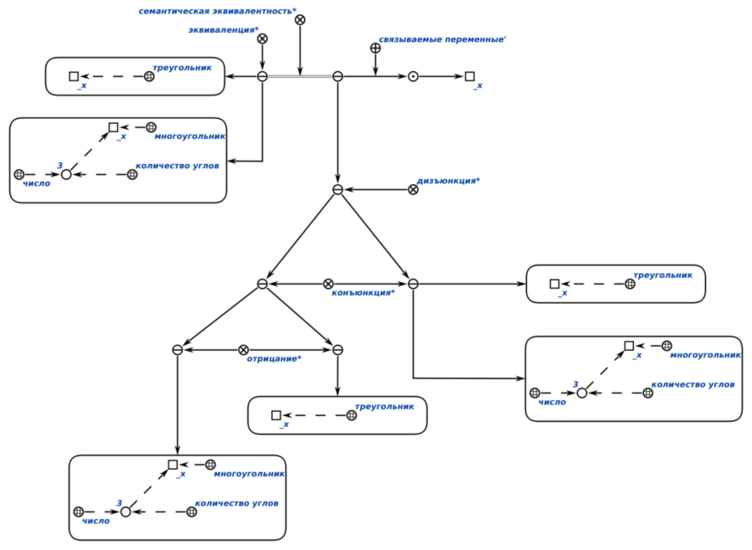 семантическая эквивалентность*
эквиваленция*
связываемые переменные'
треугольник
_x
_x
_x
многоугольник
3
количество углов
число
дизъюнкция*
треугольник
_x
конъюнкция*
_x
многоугольник
отрицание*
3
количество углов
число
треугольник
_x
_x
многоугольник
3
количество углов
число